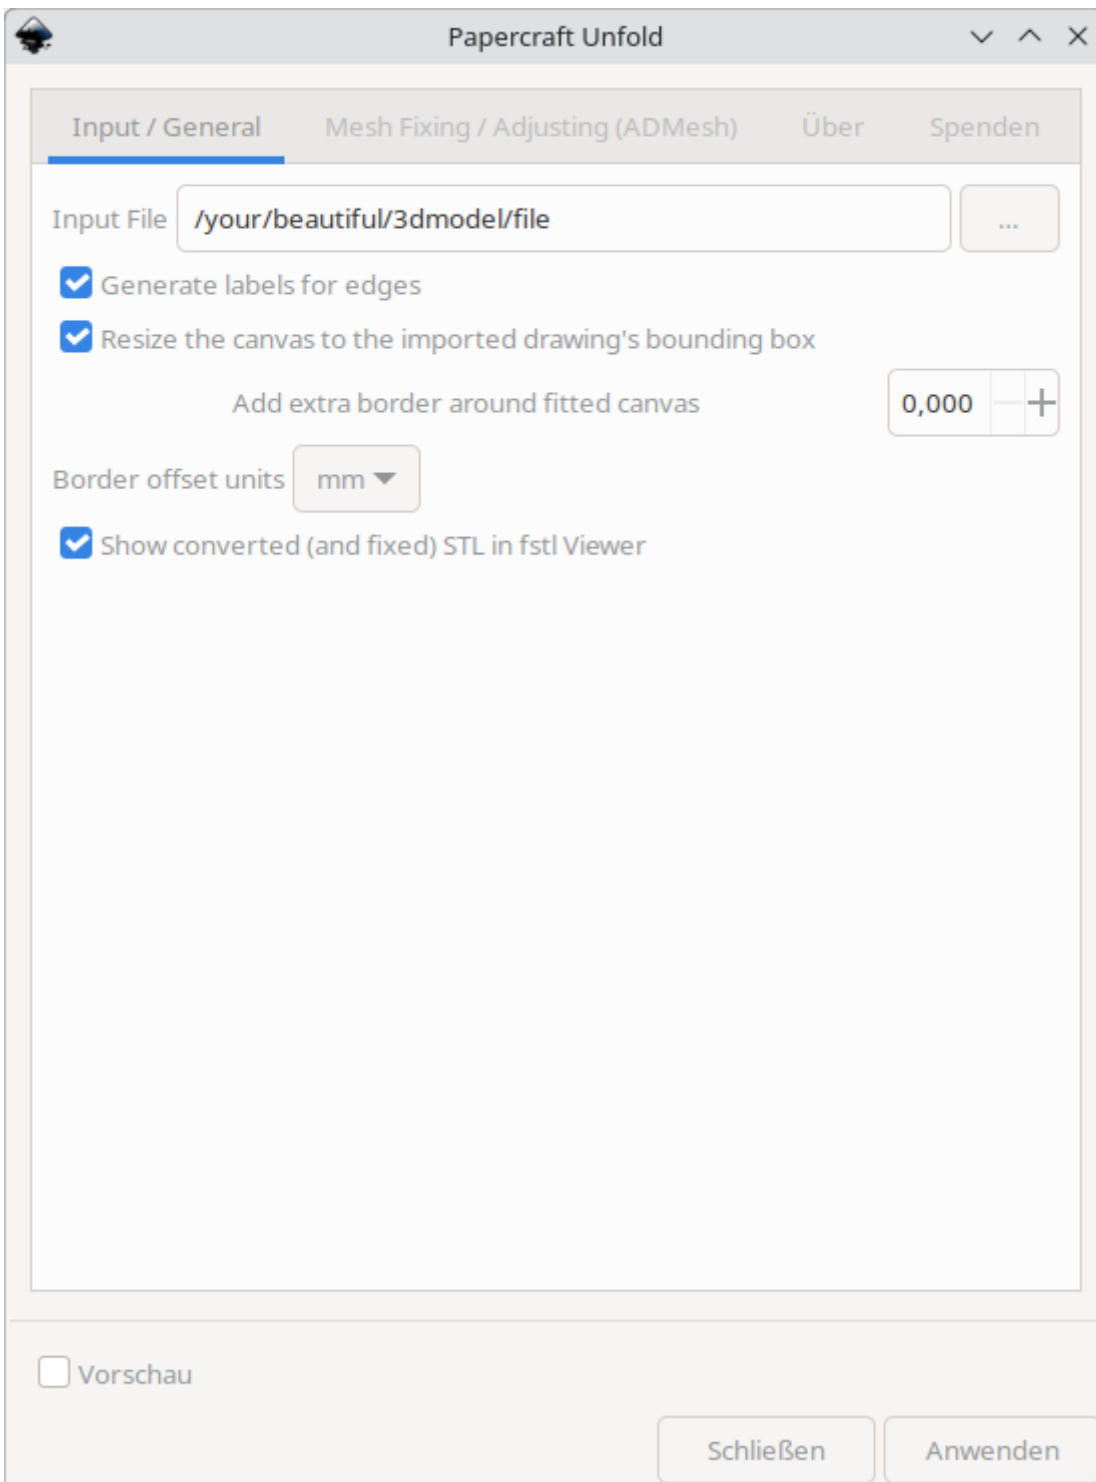 Papercraft Unfold
Input / General Mesh Fixing / Adjusting (ADMesh) Über Spenden
Input File /your/beautiful/3dmodel/file ...
Generate labels for edges
Resize the canvas to the imported drawing's bounding box
Add extra border around fitted canvas 0,000
Border offset units mm
Show converted (and fixed) STL in fstl Viewer
Vorschau
Schließen Anwenden